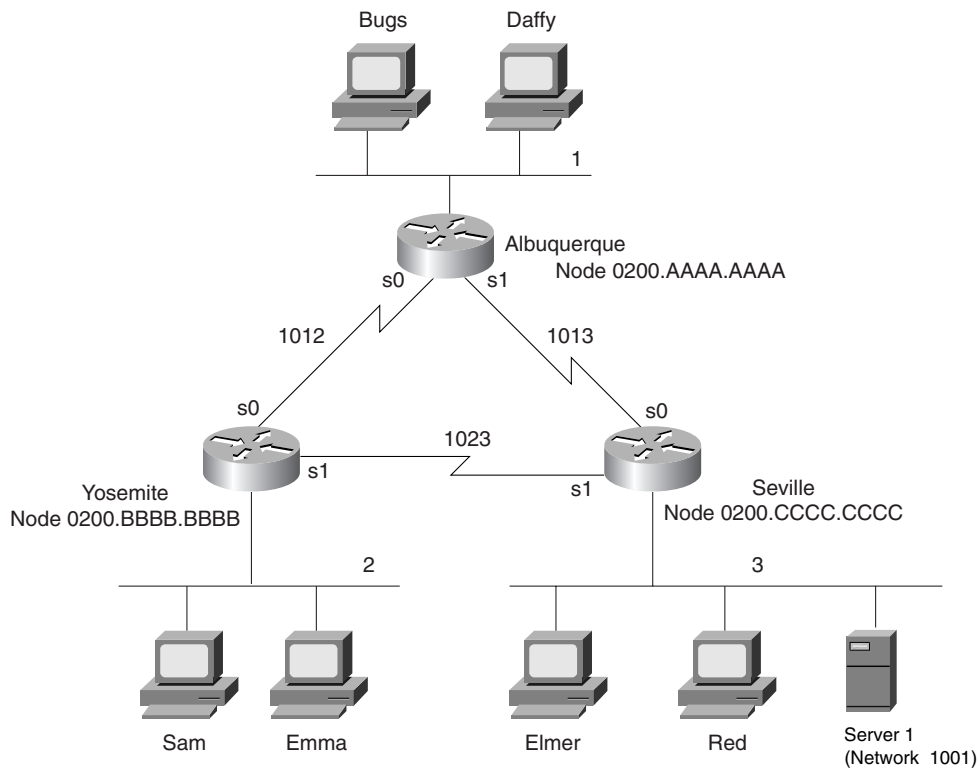 Bugs
Daffy
1
Albuquerque
Node 0200.AAAA.AAAA
s0
s1
1012
1013
s0
s0
1023
s1
s1
Yosemite
Node 0200.BBBB.BBBB
Seville
Node 0200.CCCC.CCCC
2
3
Sam
Emma
Elmer
Red
Server 1
(Network 1001)